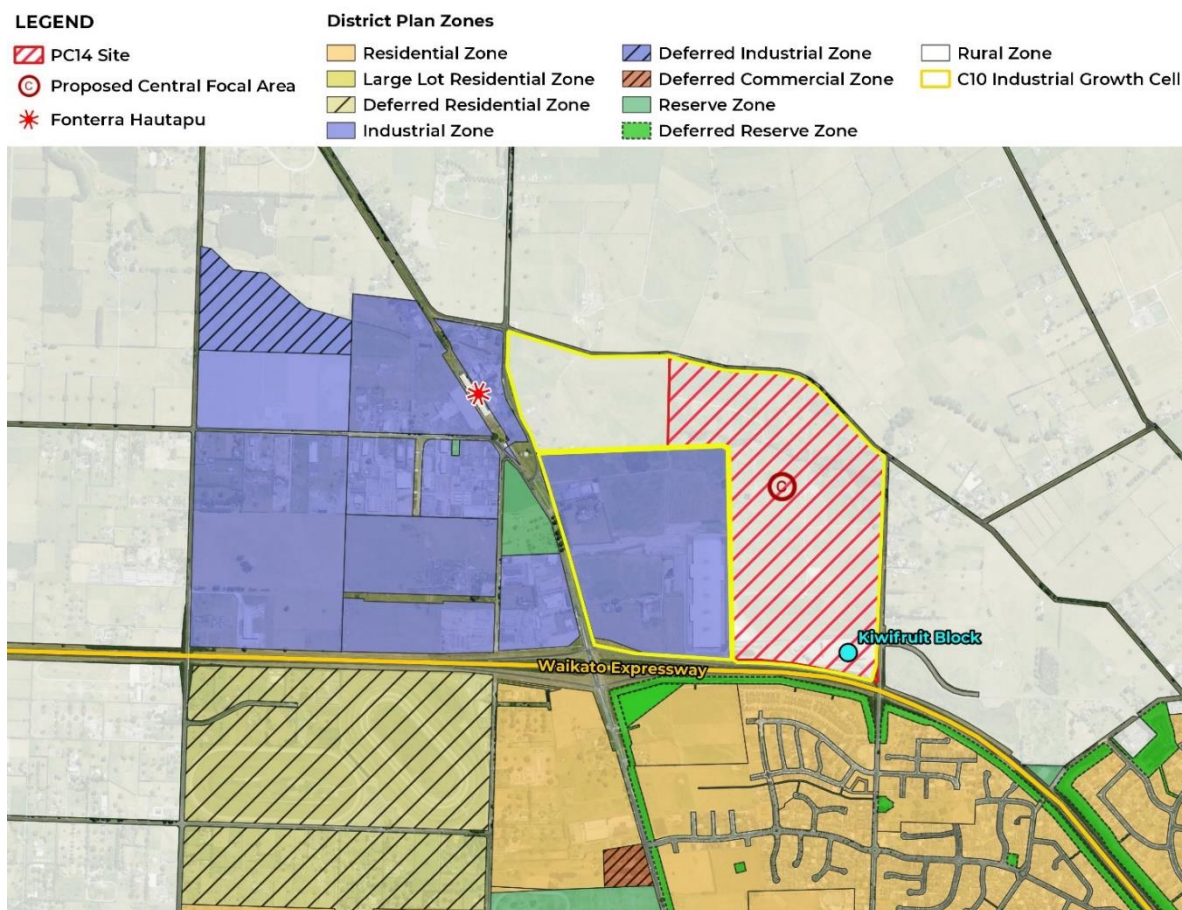 LEGEND
PC14 Site
C Proposed Central Focal Area
Fonterra Hautapu
District Plan Zones
Residential Zone
Large Lot Residential Zone
Deferred Residential Zone
Industrial Zone
Deferred Industrial Zone
Deferred Commercial Zone
Reserve Zone
Deferred Reserve Zone
Rural Zone
C10 Industrial Growth Cell
C
Kiwifruit Block
Waikato Expressway